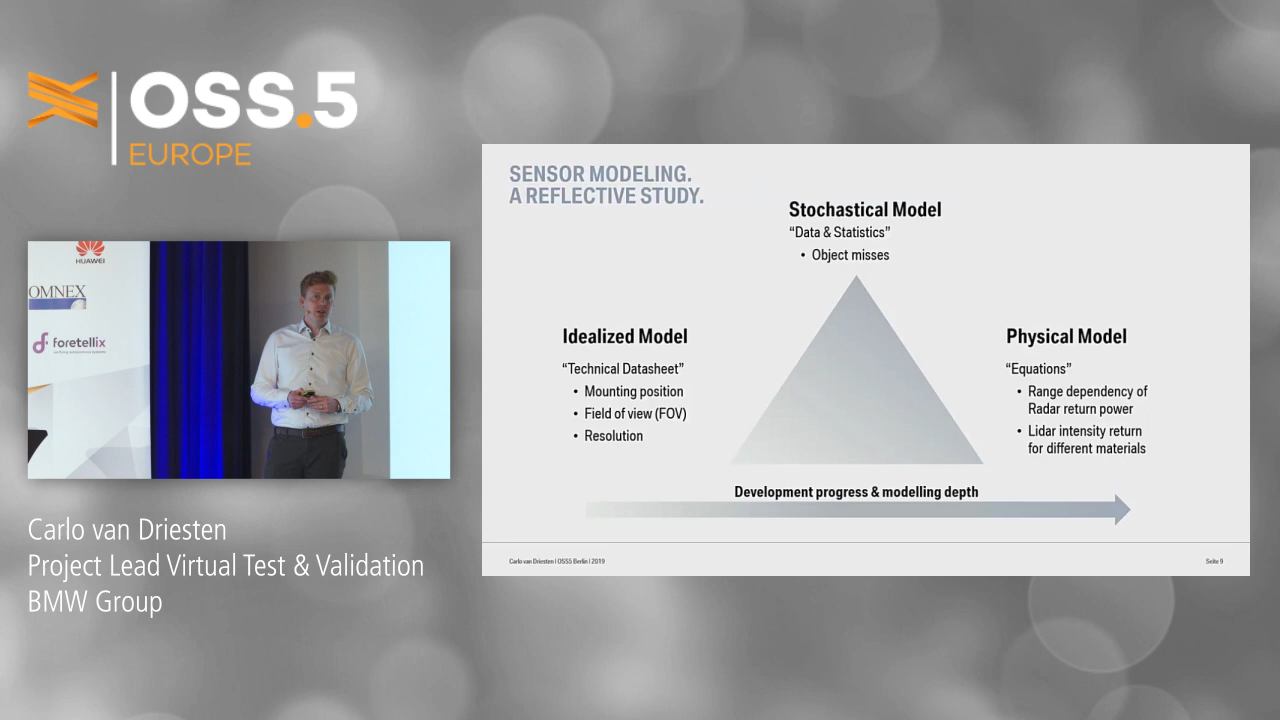 OSS.5
EUROPE
HUAWEI
OMNEX
foretellix
Carlo van Driesten
Project Lead Virtual Test & Validation
BMW Group
SENSOR MODELING.
A REFLECTIVE STUDY.
Stochastical Model
“Data & Statistics”
• Object misses
Idealized Model
“Technical Datasheet”
• Mounting position
• Field of view (FOV)
• Resolution
Physical Model
“Equations”
• Range dependency of
Radar return power
• Lidar intensity return
for different materials
Development progress & modelling depth
Carlo van Driesten | OSS5 Berlin | 2019
Seite 9